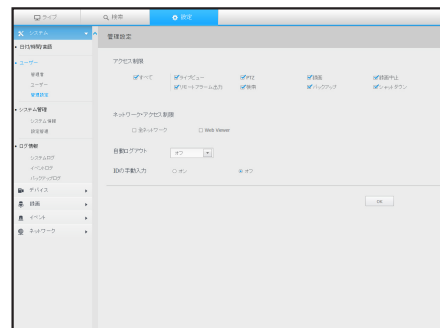 ライブ
検索
設定
システム
管理設定
日付/時間/言語
ユーザー
管理者
ユーザー
管理設定
システム管理
システム情報
設定管理
ログ情報
システムログ
イベントログ
バックアップログ
デバイス
録画
イベント
ネットワーク
アクセス制限
すべて ライブビュー 録画 録画中止
リモートアラーム出力 検索 バックアップ シャットダウン
ネットワーク・アクセス制限
全ネットワーク Web Viewer
自動ログアウト オフ
IDの手動入力 オン オフ
OK